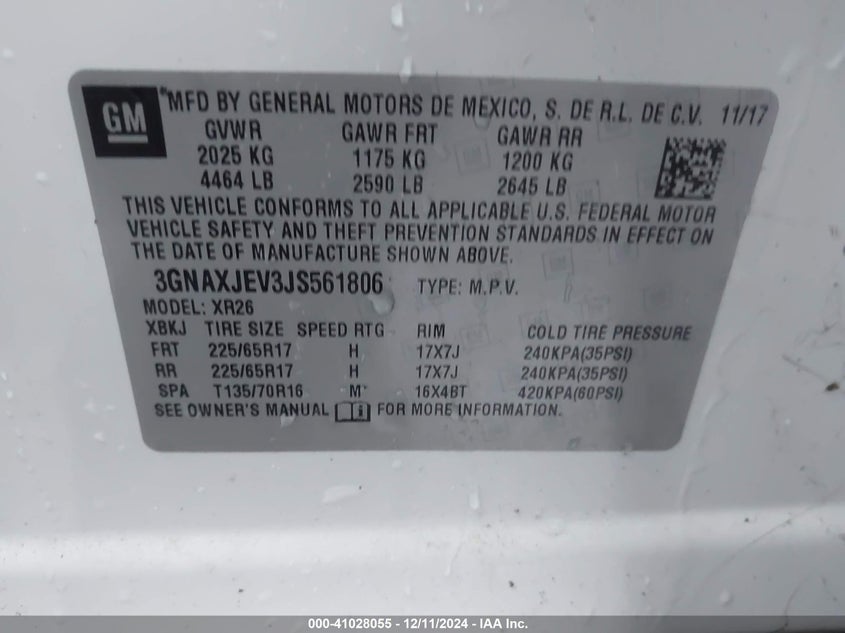 GM
MFD BY GENERAL MOTORS DE MEXICO, S. DE R.L. DE C.V. 11/17
GVWR GAWR FRT GAWR RR
2025 KG 1175 KG 1200 KG
4464 LB 2590 LB 2645 LB
THIS VEHICLE CONFORMS TO ALL APPLICABLE U.S. FEDERAL MOTOR
VEHICLE SAFETY AND THEFT PREVENTION STANDARDS IN EFFECT ON
THE DATE OF MANUFACTURE SHOWN ABOVE.
3GNAXJEV3JS561806 TYPE: M.P.V.
MODEL: XR26
XBKJ TIRE SIZE SPEED RTG RIM COLD TIRE PRESSURE
FRT 225/65R17 H 17X7J 240KPA(35PSI)
RR 225/65R17 H 17X7J 240KPA(35PSI)
SPA T135/70R16 M 16X4BT 420KPA(60PSI)
SEE OWNER'S MANUAL FOR MORE INFORMATION.
000-41028055 - 12/11/2024 - IAA Inc.